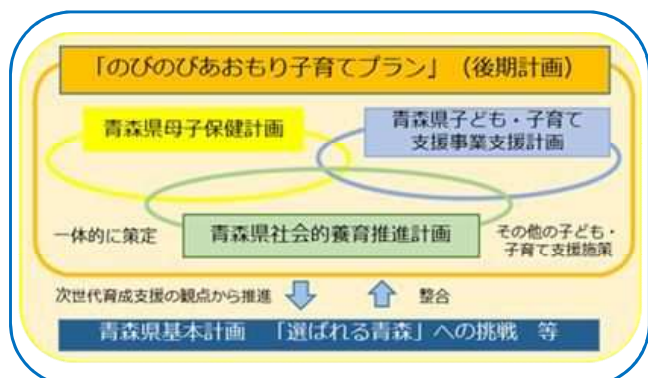 「のびのびあおもり子育てプラン」（後期計画）
青森県母子保健計画
青森県子ども・子育て
支援事業支援計画
一体的に策定
青森県社会的養育推進計画
その他の子ども・
子育て支援施策
次世代育成支援の観点から推進
整合
青森県基本計画　「選ばれる青森」への挑戦　等